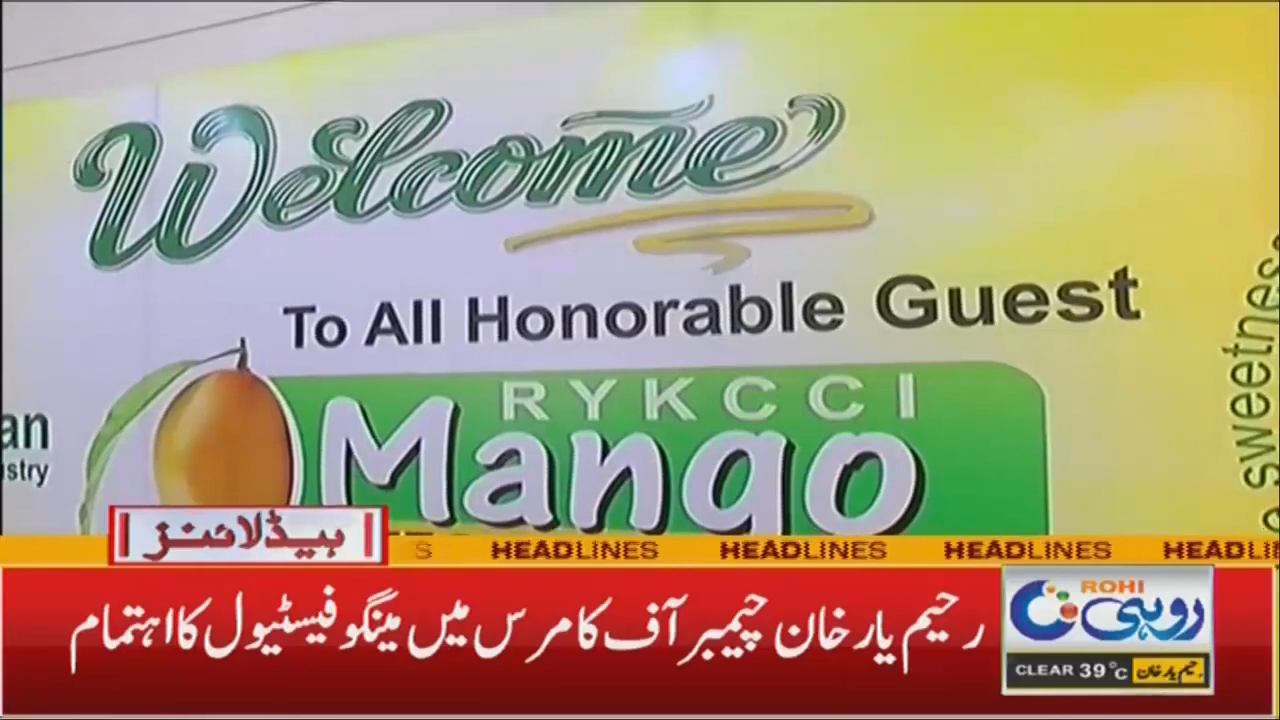 Welcome
To All Honorable Guest
RYKCCI
Mango
an
ustry
sweetness
ہیڈلائنز
S HEADLINES HEADLINES HEADLINES HEADLI
رحیم یار خان چیمبر آف کامرس میں مینگو فیسٹیول کا اہتمام
ROHI
روہی
CLEAR 39°C رحیم یار خان